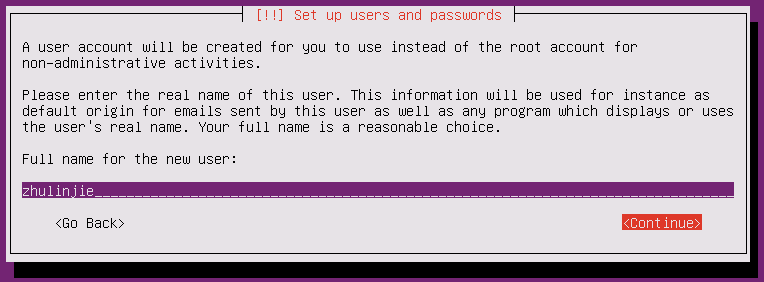 [!!] Set up users and passwords
A user account will be created for you to use instead of the root account for
non-administrative activities.
Please enter the real name of this user. This information will be used for instance as
default origin for emails sent by this user as well as any program which displays or uses
the user's real name. Your full name is a reasonable choice.
Full name for the new user:
zhulinjie
<Go Back> <Continue>